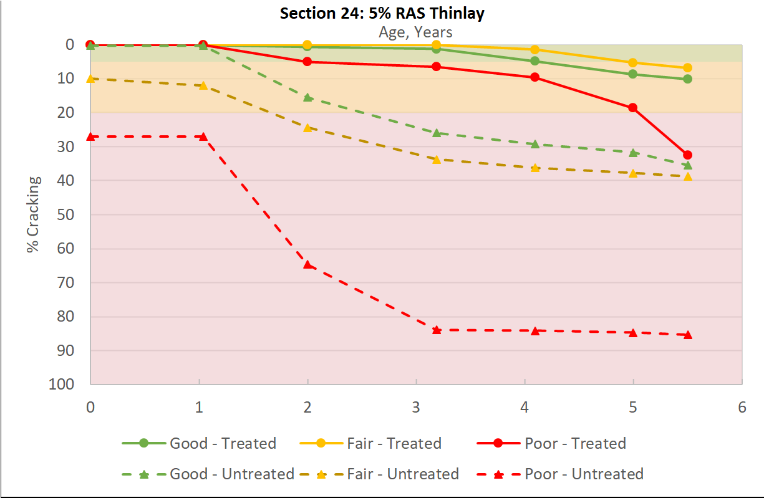 Section 24: 5% RAS Thinlay
Age, Years
0
10
20
30
40
50
60
70
80
90
100
% Cracking
0 1 2 3 4 5 6
Good - Treated Fair - Treated Poor - Treated
Good - Untreated Fair - Untreated Poor - Untreated